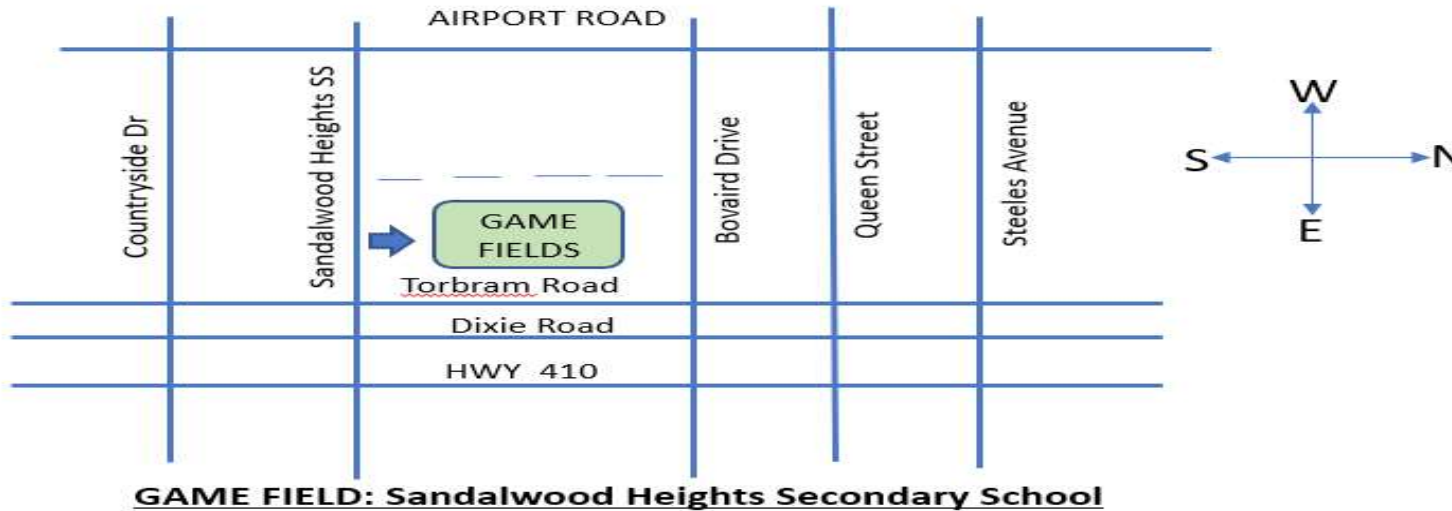 AIRPORT ROAD
Countryside Dr
Sandalwood Heights SS
Bovaird Drive
Queen Street
Steeles Avenue
W
S
N
E
GAME
FIELDS
Torbram Road
Dixie Road
HWY 410
GAME FIELD: Sandalwood Heights Secondary School